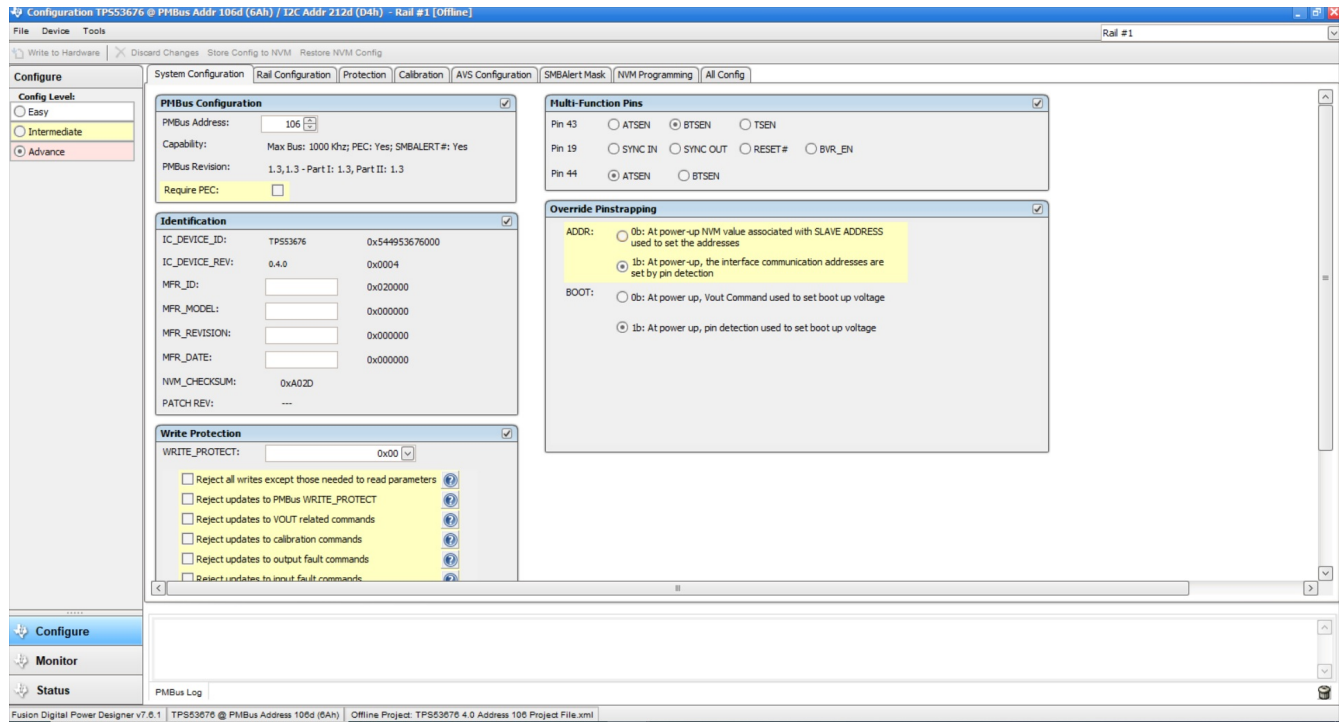 Configuration TPS53676 @ PMBus Addr 106d (6Ah) / I2C Addr 212d (D4h) - Rail #1 [Offline]
File Device Tools
Rail #1
Write to Hardware Discard Changes Store Config to NVM Restore NVM Config
Configure
System Configuration Rail Configuration Protection Calibration AVS Configuration SMBAlert Mask NVM Programming All Config
Config Level:
Easy
Intermediate
Advance
PMBus Configuration
PMBus Address: 106
Capability: Max Bus: 1000 Khz; PEC: Yes; SMBALERT#: Yes
PMBus Revision: 1.3,1.3 - Part I: 1.3, Part II: 1.3
Require PEC:
Identification
IC_DEVICE_ID: TPS53676 0x544953676000
IC_DEVICE_REV: 0.4.0 0x0004
MFR_ID: 0x020000
MFR_MODEL: 0x000000
MFR_REVISION: 0x000000
MFR_DATE: 0x000000
NVM_CHECKSUM: 0xA02D
PATCH REV: ---
Write Protection
WRITE_PROTECT: 0x00
Reject all writes except those needed to read parameters
Reject updates to PMBus WRITE_PROTECT
Reject updates to VOUT related commands
Reject updates to calibration commands
Reject updates to output fault commands
Reject updates to input fault commands
Multi-Function Pins
Pin 43 ATSEN BTSEN TSEN
Pin 19 SYNC IN SYNC OUT RESET# BVR_EN
Pin 44 ATSEN BTSEN
Override Pinstrapping
ADDR: 0b: At power-up NVM value associated with SLAVE ADDRESS
used to set the addresses
1b: At power-up, the interface communication addresses are
set by pin detection
BOOT: 0b: At power up, Vout Command used to set boot up voltage
1b: At power up, pin detection used to set boot up voltage
Configure
Monitor
Status
PMBus Log
Fusion Digital Power Designer v7.6.1 TPS53676 @ PMBus Address 106d (6Ah) Offline Project: TPS53676 4.0 Address 106 Project File.xml